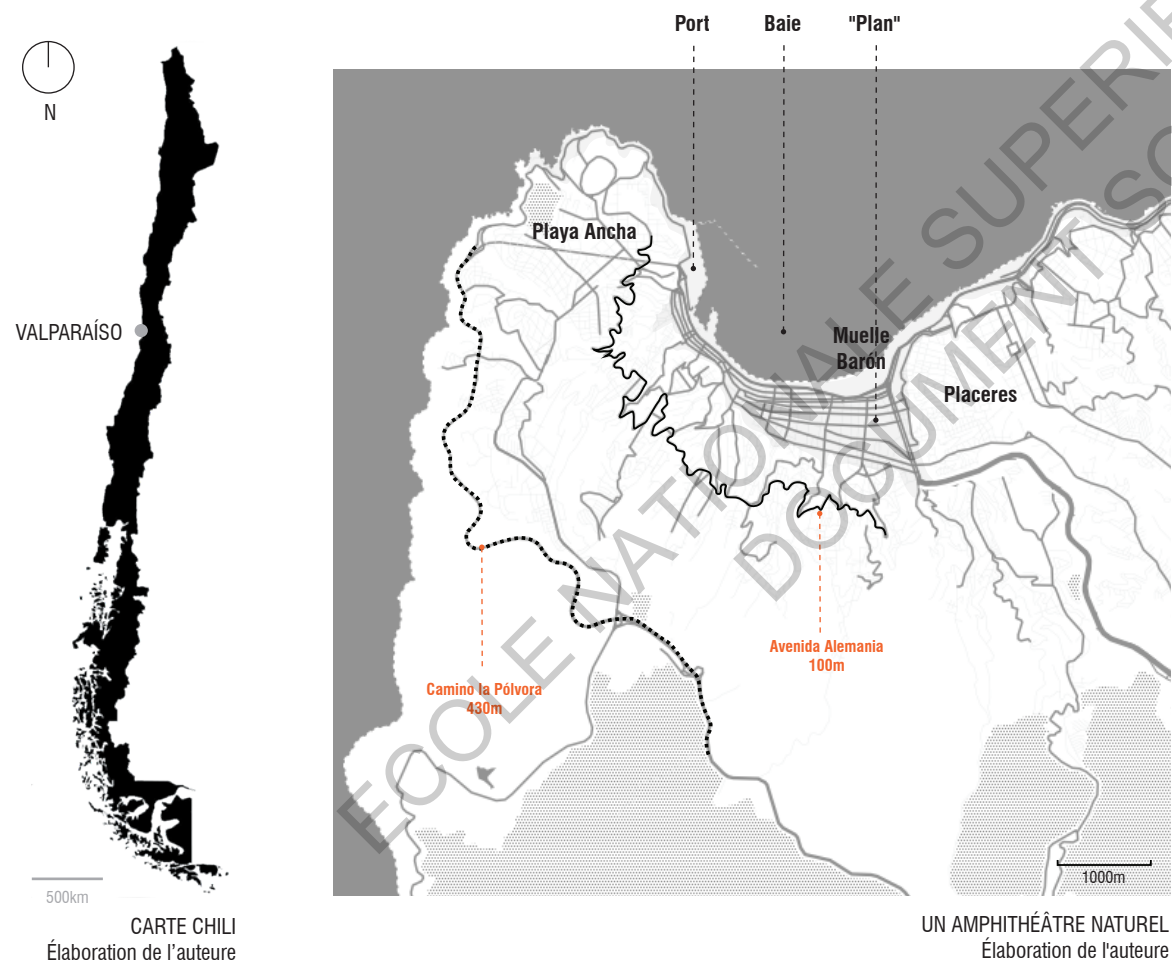 N
VALPARAÍSO
500km
CARTE CHILI
Élaboration de l'auteure
Port
Baie
"Plan"
Playa Ancha
Muelle
Barón
Placeres
Avenida Alemania
100m
Camino la Pólvora
430m
1000m
UN AMPHITHÉÂTRE NATUREL
Élaboration de l'auteure
ECOLE NATIONALE SUPERIE
DOCUMENT SO